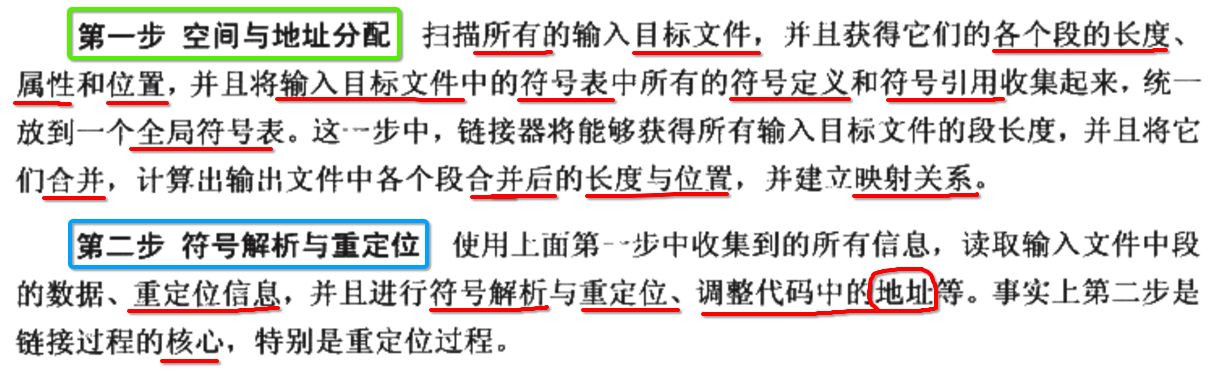 第一步 空间与地址分配 扫描所有的输入目标文件，并且获得它们的各个段的长度、
属性和位置，并且将输入目标文件中的符号表中所有的符号定义和符号引用收集起来，统一
放到一个全局符号表。这一步中，链接器将能够获得所有输入目标文件的段长度，并且将它
们合并，计算出输出文件中各个段合并后的长度与位置，并建立映射关系。
第二步 符号解析与重定位 使用上面第一步中收集到的所有信息，读取输入文件中段
的数据、重定位信息，并且进行符号解析与重定位、调整代码中的地址等。事实上第二步是
链接过程的核心，特别是重定位过程。